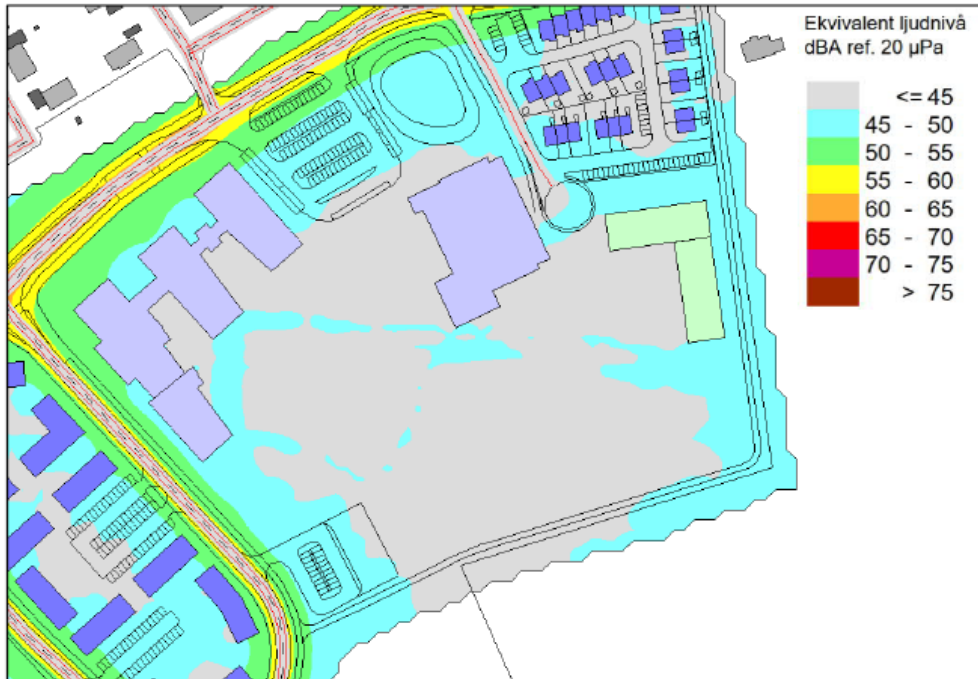 Ekvivalent ljudnivå
dBA ref. 20 µPa
<= 45
45 - 50
50 - 55
55 - 60
60 - 65
65 - 70
70 - 75
> 75